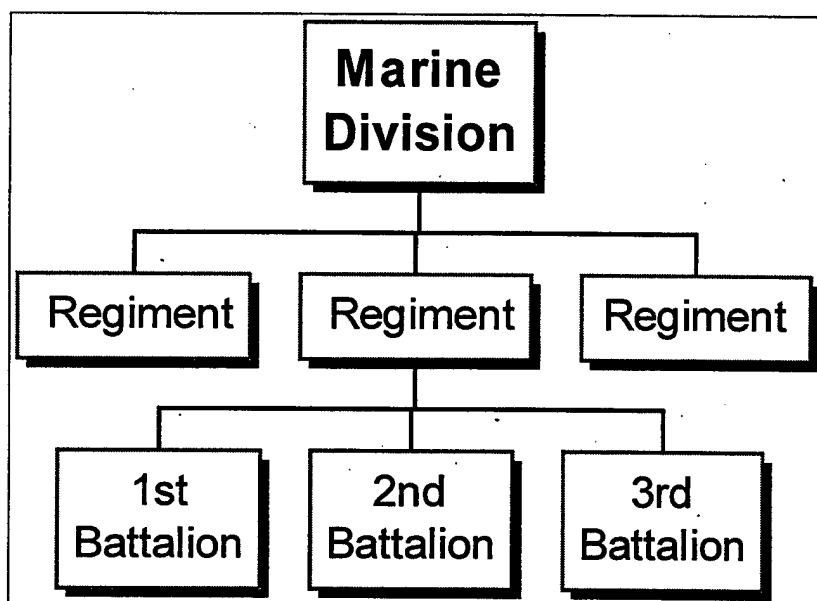 Marine
Division
Regiment
Regiment
Regiment
1st
Battalion
2nd
Battalion
3rd
Battalion